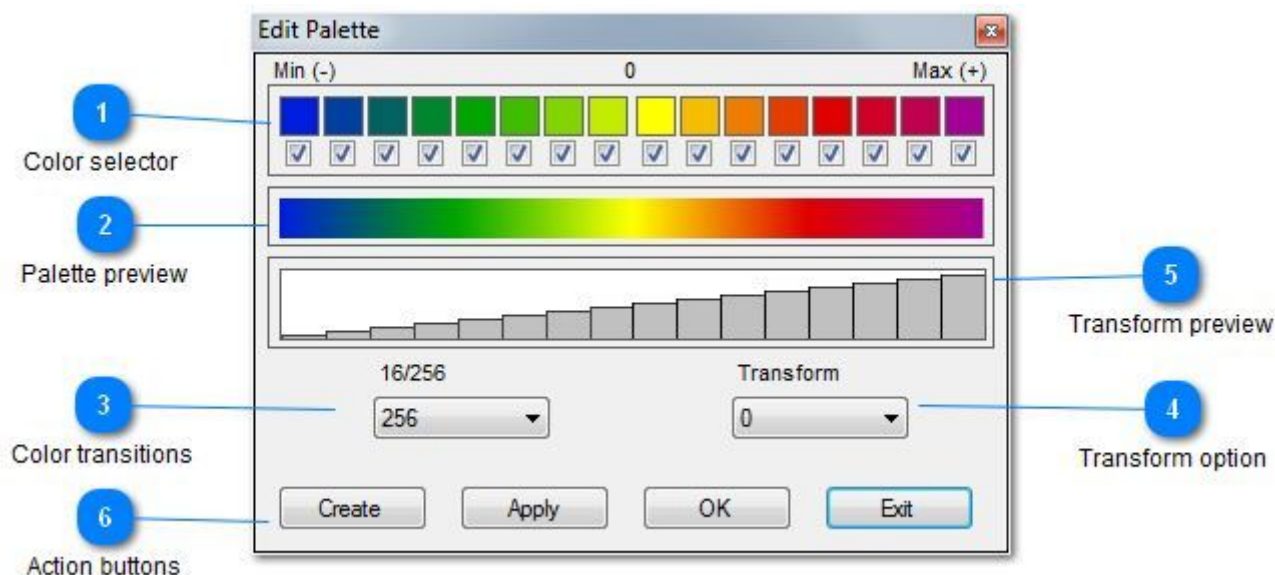 Edit Palette
Min (-) 0 Max (+)
1
Color selector
2
Palette preview
5
Transform preview
16/256 Transform
3
256
0
4
Color transitions
Transform option
6
Create Apply OK Exit
Action buttons